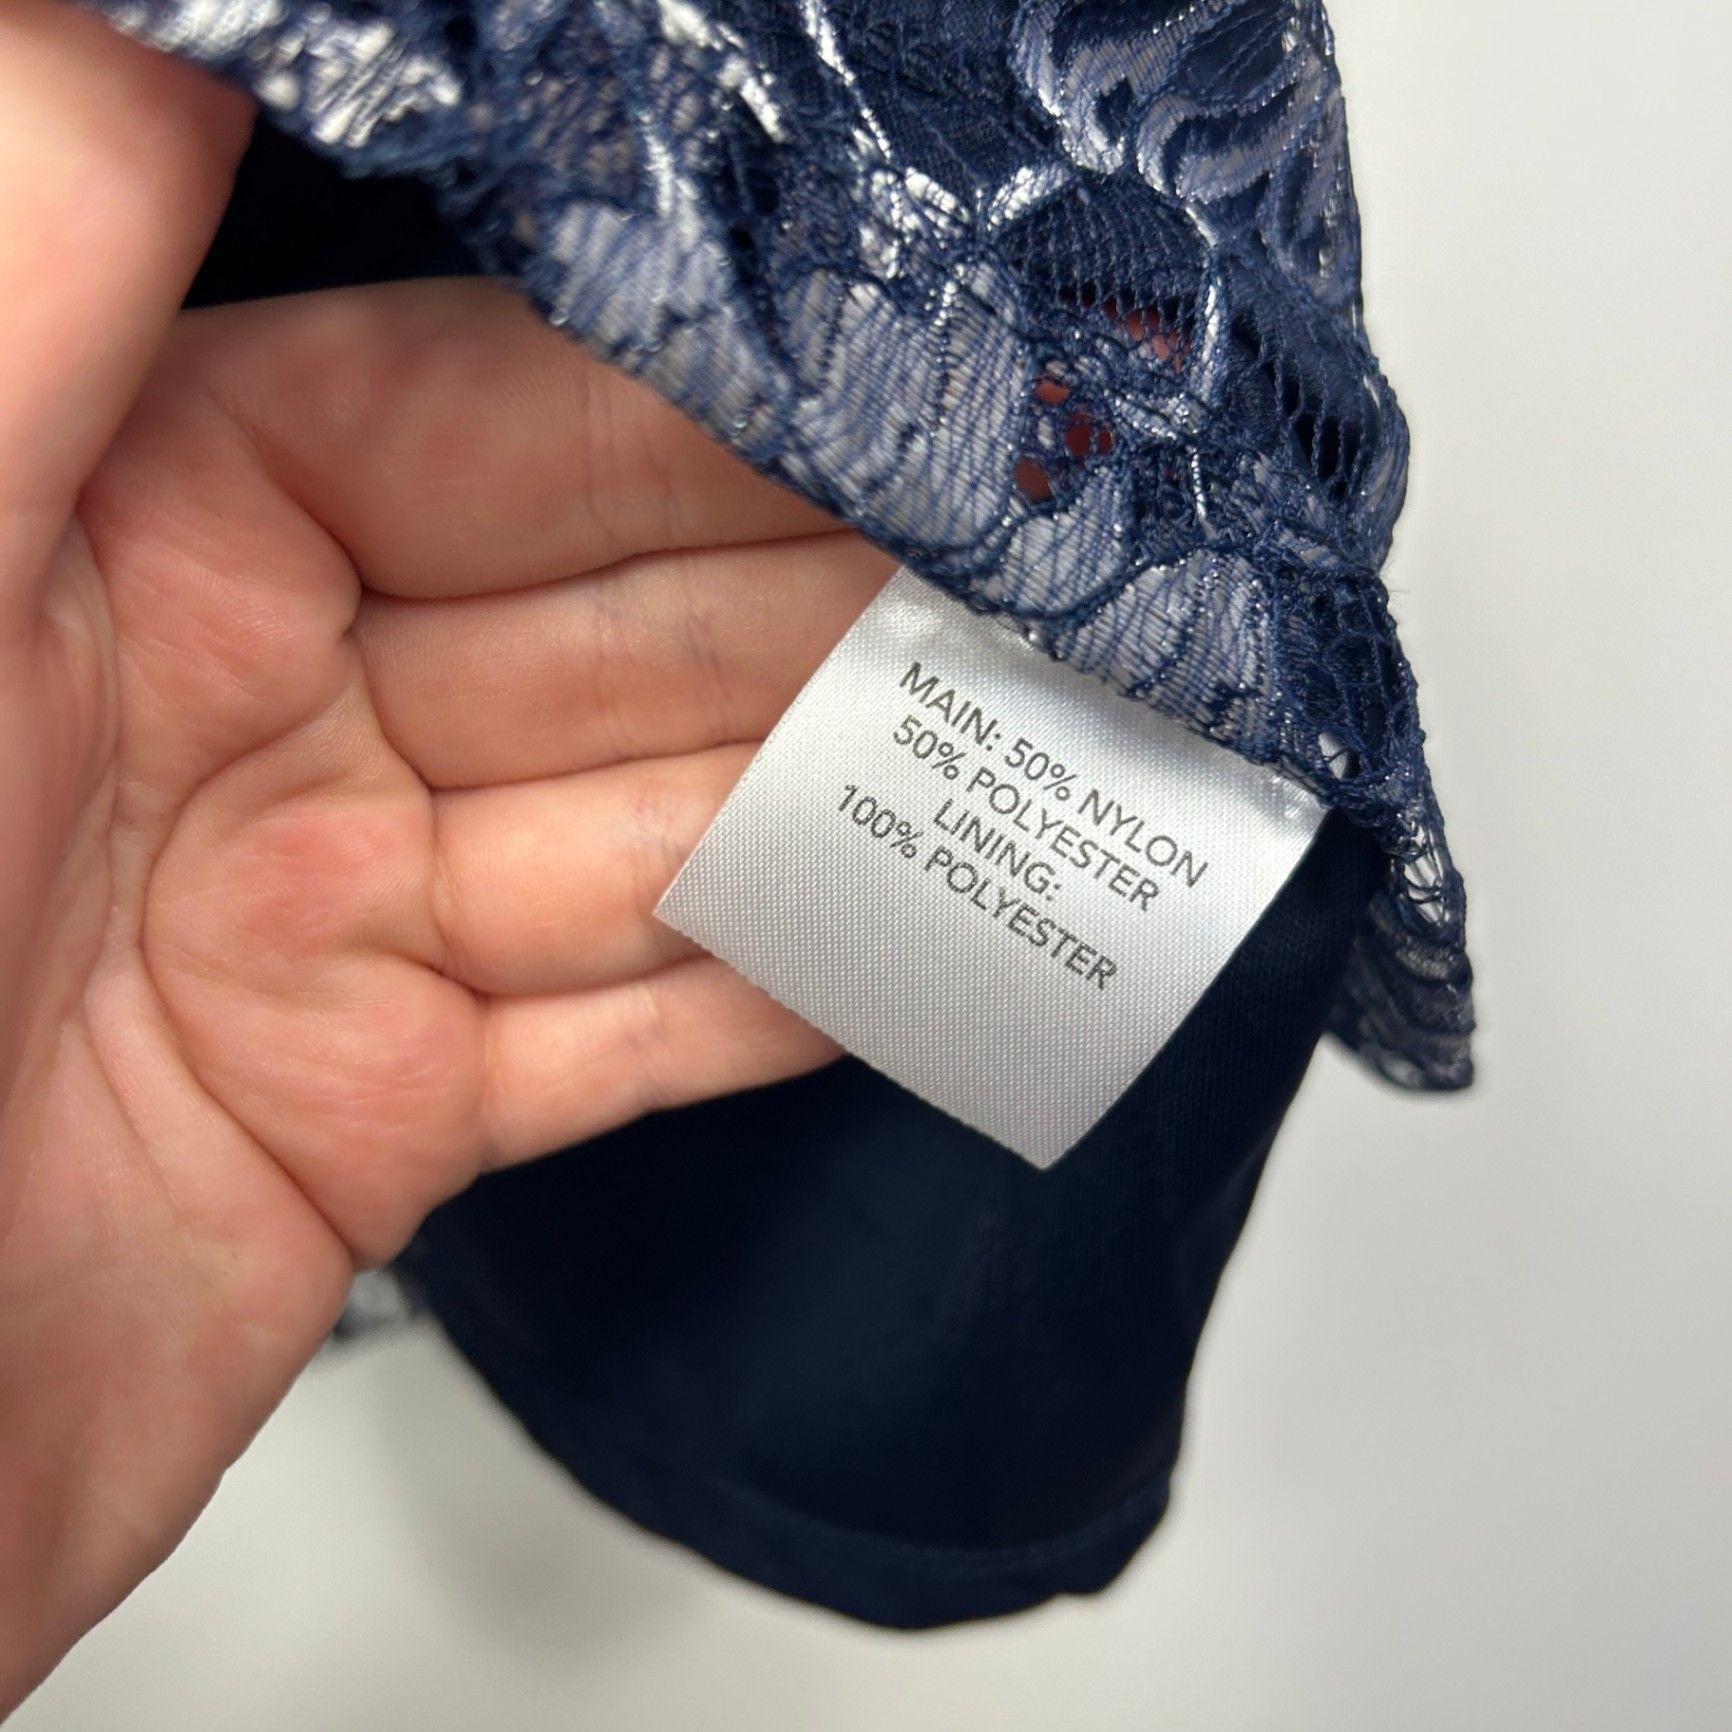 MAIN: 50% NYLON
50% POLYESTER
LINING:
100% POLYESTER